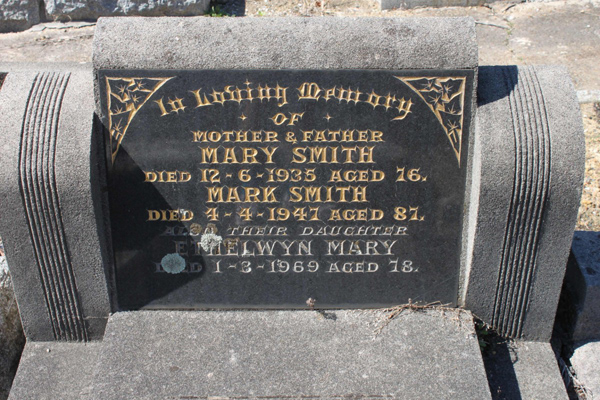 In Loving Memory
OF
MOTHER & FATHER
MARY SMITH
DIED 12-6-1935 AGED 76.
MARK SMITH
DIED 4-4-1947 AGED 87.
ALSO THEIR DAUGHTER
ETHELWYN MARY
DIED 1-3-1969 AGED 78.